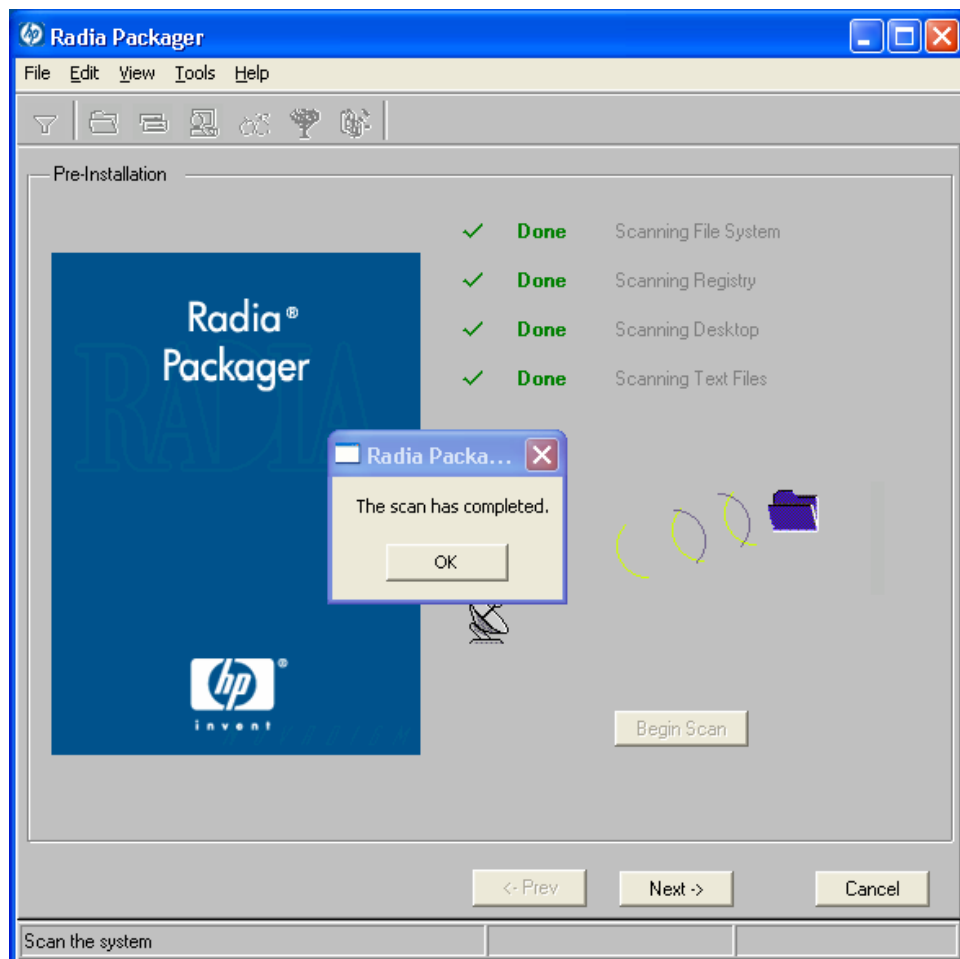 Radia Packager
File Edit View Tools Help
Pre-Installation
✓ Done Scanning File System
✓ Done Scanning Registry
✓ Done Scanning Desktop
✓ Done Scanning Text Files
Radia®
Packager
RADIA
Radia Packa...
The scan has completed.
OK
hp®
invent
Begin Scan
<- Prev
Next ->
Cancel
Scan the system